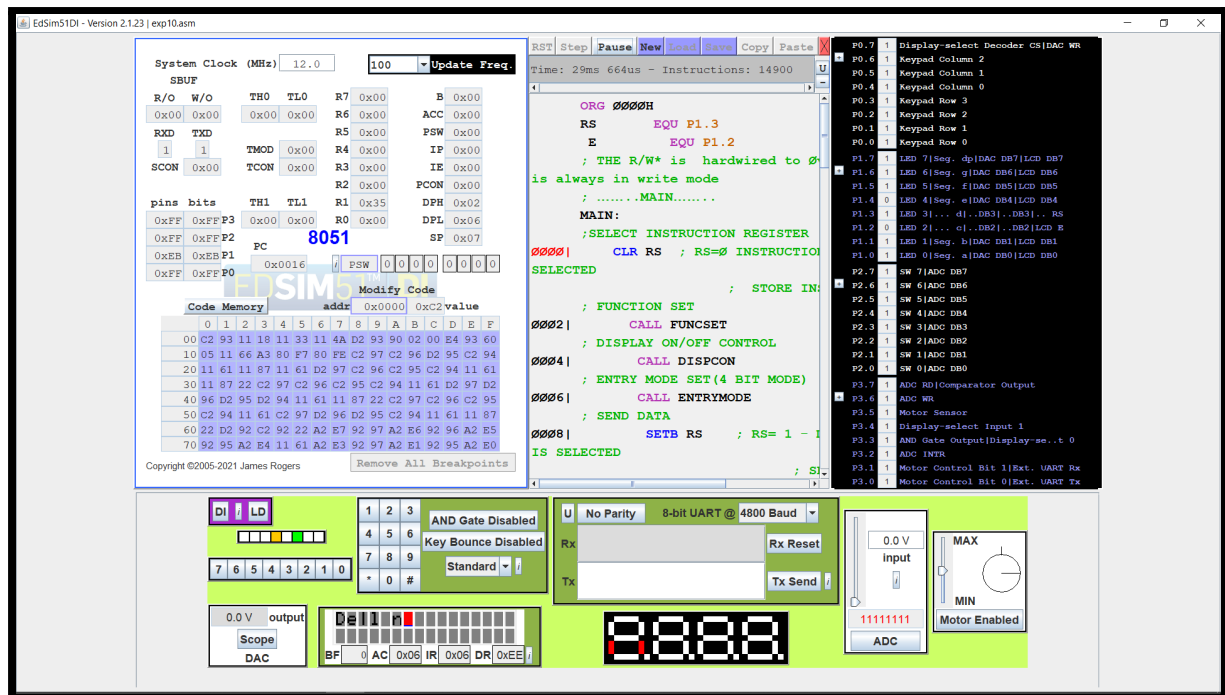 EdSim51DI - Version 2.1.23 | exp10.asm
System Clock (MHz) 12.0 100 Update Freq.
SBUF
R/O W/O TH0 TL0 R7 0x00 B 0x00
0x00 0x00 0x00 0x00 R6 0x00 ACC 0x00
RXD TXD R5 0x00 PSW 0x00
1 1 TMOD 0x00 R4 0x00 IP 0x00
SCON 0x00 TCON 0x00 R3 0x00 IE 0x00
R2 0x00 PCON 0x00
pins bits TH1 TL1 R1 0x35 DPH 0x02
0xFF 0xFF P3 0x00 0x00 R0 0x00 DPL 0x06
0xFF 0xFF P2 8051 SP 0x07
0xEB 0xEB P1 PC
0xFF 0xFF P0 0x0016 i PSW 0 0 0 0 0 0 0 0
EDSIM51 DI
TM
Modify Code
Code Memory addr 0x0000 0xC2 value
0 1 2 3 4 5 6 7 8 9 A B C D E F
00 C2 93 11 18 11 33 11 4A D2 93 90 02 00 E4 93 60
10 05 11 66 A3 80 F7 80 FE C2 97 C2 96 D2 95 C2 94
20 11 61 11 87 11 61 D2 97 C2 96 C2 95 C2 94 11 61
30 11 87 22 C2 97 C2 96 C2 95 C2 94 11 61 D2 97 D2
40 96 D2 95 D2 94 11 61 11 87 22 C2 97 C2 96 C2 95
50 C2 94 11 61 C2 97 D2 96 D2 95 C2 94 11 61 11 87
60 22 D2 92 C2 92 22 A2 E7 92 97 A2 E6 92 96 A2 E5
70 92 95 A2 E4 11 61 A2 E3 92 97 A2 E1 92 95 A2 E0
Copyright ©2005-2021 James Rogers Remove All Breakpoints
RST Step Pause New Load Save Copy Paste X
Time: 29ms 664us - Instructions: 14900 U
-
ORG 0000H
RS EQU P1.3
E EQU P1.2
; THE R/W* is hardwired to 0
is always in write mode
; ……..MAIN……..
MAIN:
;SELECT INSTRUCTION REGISTER
0000| CLR RS ; RS=0 INSTRUCTION
SELECTED
; STORE INS
; FUNCTION SET
0002| CALL FUNCSET
; DISPLAY ON/OFF CONTROL
0004| CALL DISPCON
; ENTRY MODE SET(4 BIT MODE)
0006| CALL ENTRYMODE
; SEND DATA
0008| SETB RS ; RS= 1 -
IS SELECTED
P0.7 1 Display-select Decoder CS|DAC WR
P0.6 1 Keypad Column 2
P0.5 1 Keypad Column 1
P0.4 1 Keypad Column 0
P0.3 1 Keypad Row 3
P0.2 1 Keypad Row 2
P0.1 1 Keypad Row 1
P0.0 1 Keypad Row 0
P1.7 1 LED 7|Seg. dp|DAC DB7|LCD DB7
P1.6 1 LED 6|Seg. g|DAC DB6|LCD DB6
P1.5 1 LED 5|Seg. f|DAC DB5|LCD DB5
P1.4 0 LED 4|Seg. e|DAC DB4|LCD DB4
P1.3 1 LED 3|... d|..DB3|..DB3|.. RS
P1.2 0 LED 2|... c|..DB2|..DB2|LCD E
P1.1 1 LED 1|Seg. b|DAC DB1|LCD DB1
P1.0 1 LED 0|Seg. a|DAC DB0|LCD DB0
P2.7 1 SW 7|ADC DB7
P2.6 1 SW 6|ADC DB6
P2.5 1 SW 5|ADC DB5
P2.4 1 SW 4|ADC DB4
P2.3 1 SW 3|ADC DB3
P2.2 1 SW 2|ADC DB2
P2.1 1 SW 1|ADC DB1
P2.0 1 SW 0|ADC DB0
P3.7 1 ADC RD|Comparator Output
P3.6 1 ADC WR
P3.5 1 Motor Sensor
P3.4 1 Display-select Input 1
P3.3 1 AND Gate Output|Display-se..t 0
P3.2 1 ADC INTR
P3.1 1 Motor Control Bit 1|Ext. UART Rx
P3.0 1 Motor Control Bit 0|Ext. UART Tx
DI i LD
7 6 5 4 3 2 1 0
1 2 3
4 5 6
7 8 9
* 0 #
AND Gate Disabled
Key Bounce Disabled
Standard i
U No Parity 8-bit UART @ 4800 Baud
Rx Rx Reset
Tx Tx Send i
0.0 V
input
i
11111111
ADC
MAX
MIN
Motor Enabled
0.0 V output
Scope
DAC
Dell n
BF 0 AC 0x06 IR 0x06 DR 0xEE i
8.8.8.8.